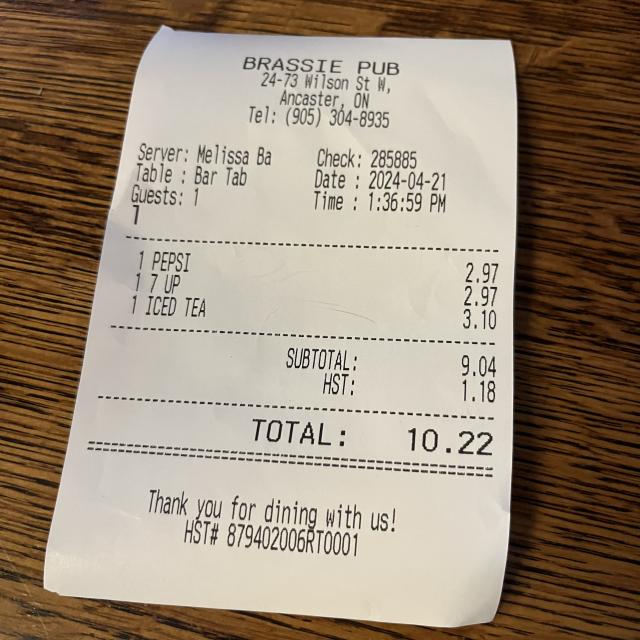 BRASSIE PUB
24-73 Wilson St W,
Ancaster, ON
Tel: (905) 304-8935
Server: Melissa Ba Check: 285885
Table : Bar Tab Date : 2024-04-21
Guests: 1 Time : 1:36:59 PM
1
1 PEPSI 2.97
1 7 UP 2.97
1 ICED TEA 3.10
SUBTOTAL: 9.04
HST: 1.18
TOTAL: 10.22
Thank you for dining with us!
HST# 879402006RT0001